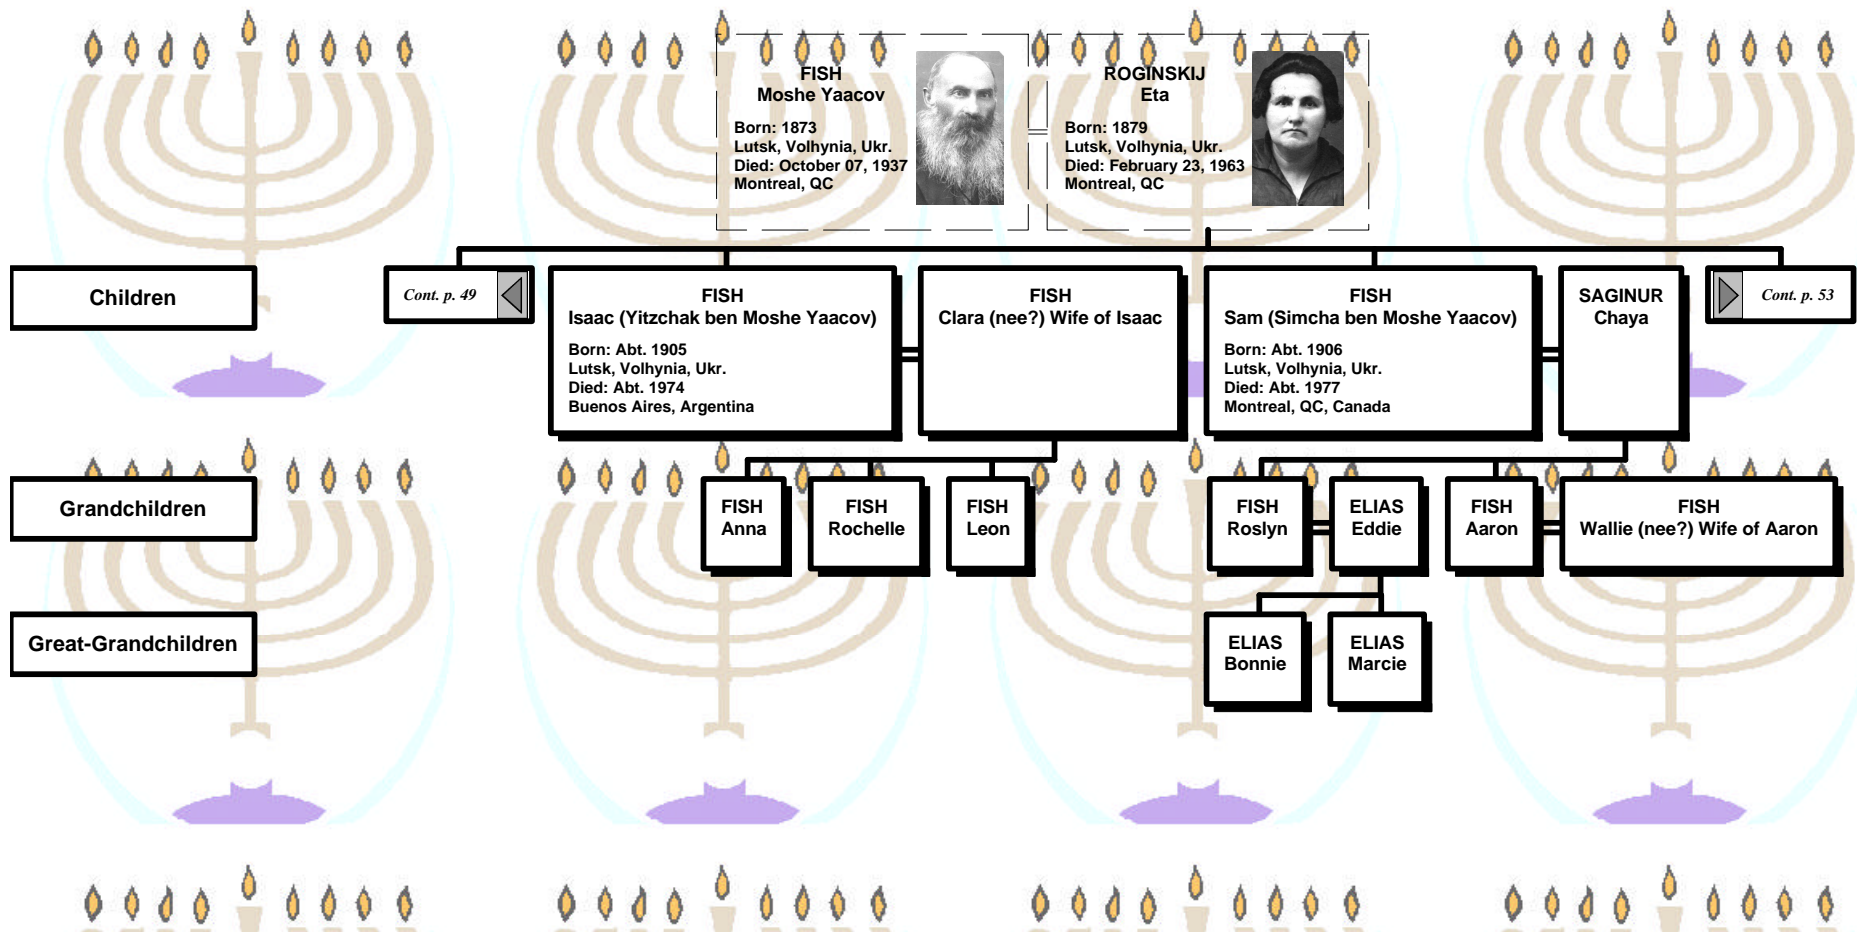 FISH
Moshe Yaacov
Born: 1873
Lutsk, Volhynia, Ukr.
Died: October 07, 1937
Montreal, QC
ROGINSKIJ
Eta
Born: 1879
Lutsk, Volhynia, Ukr.
Died: February 23, 1963
Montreal, QC
Children
Cont. p. 49
FISH
Isaac (Yitzchak ben Moshe Yaacov)
Born: Abt. 1905
Lutsk, Volhynia, Ukr.
Died: Abt. 1974
Buenos Aires, Argentina
FISH
Clara (nee?) Wife of Isaac
FISH
Sam (Simcha ben Moshe Yaacov)
Born: Abt. 1906
Lutsk, Volhynia, Ukr.
Died: Abt. 1977
Montreal, QC, Canada
SAGINUR
Chaya
Cont. p. 53
Grandchildren
FISH
Anna
FISH
Rochelle
FISH
Leon
FISH
Roslyn
ELIAS
Eddie
FISH
Aaron
FISH
Wallie (nee?) Wife of Aaron
Great-Grandchildren
ELIAS
Bonnie
ELIAS
Marcie